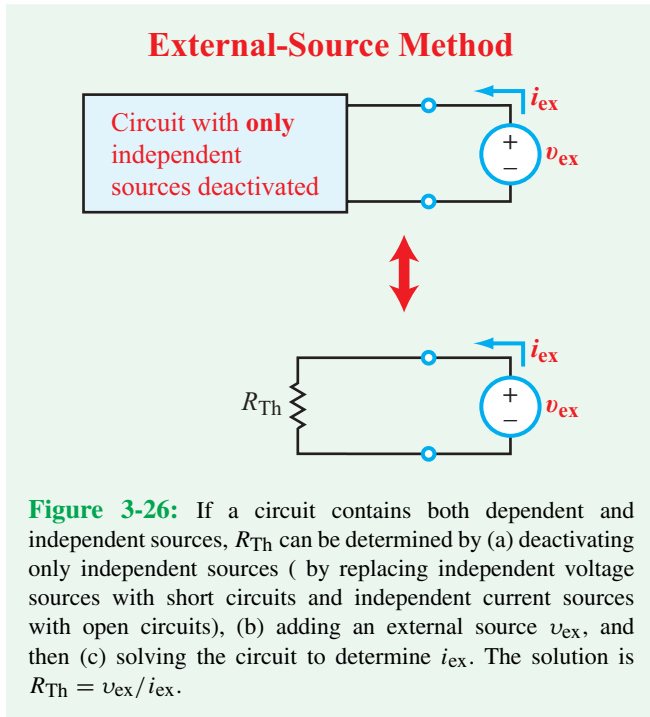 External-Source Method
iex
Circuit with only
independent
sources deactivated
+
−
υex
iex
RTh
+
−
υex
Figure 3-26: If a circuit contains both dependent and
independent sources, RTh can be determined by (a) deactivating
only independent sources ( by replacing independent voltage
sources with short circuits and independent current sources
with open circuits), (b) adding an external source υex, and
then (c) solving the circuit to determine iex. The solution is
RTh = υex/iex.